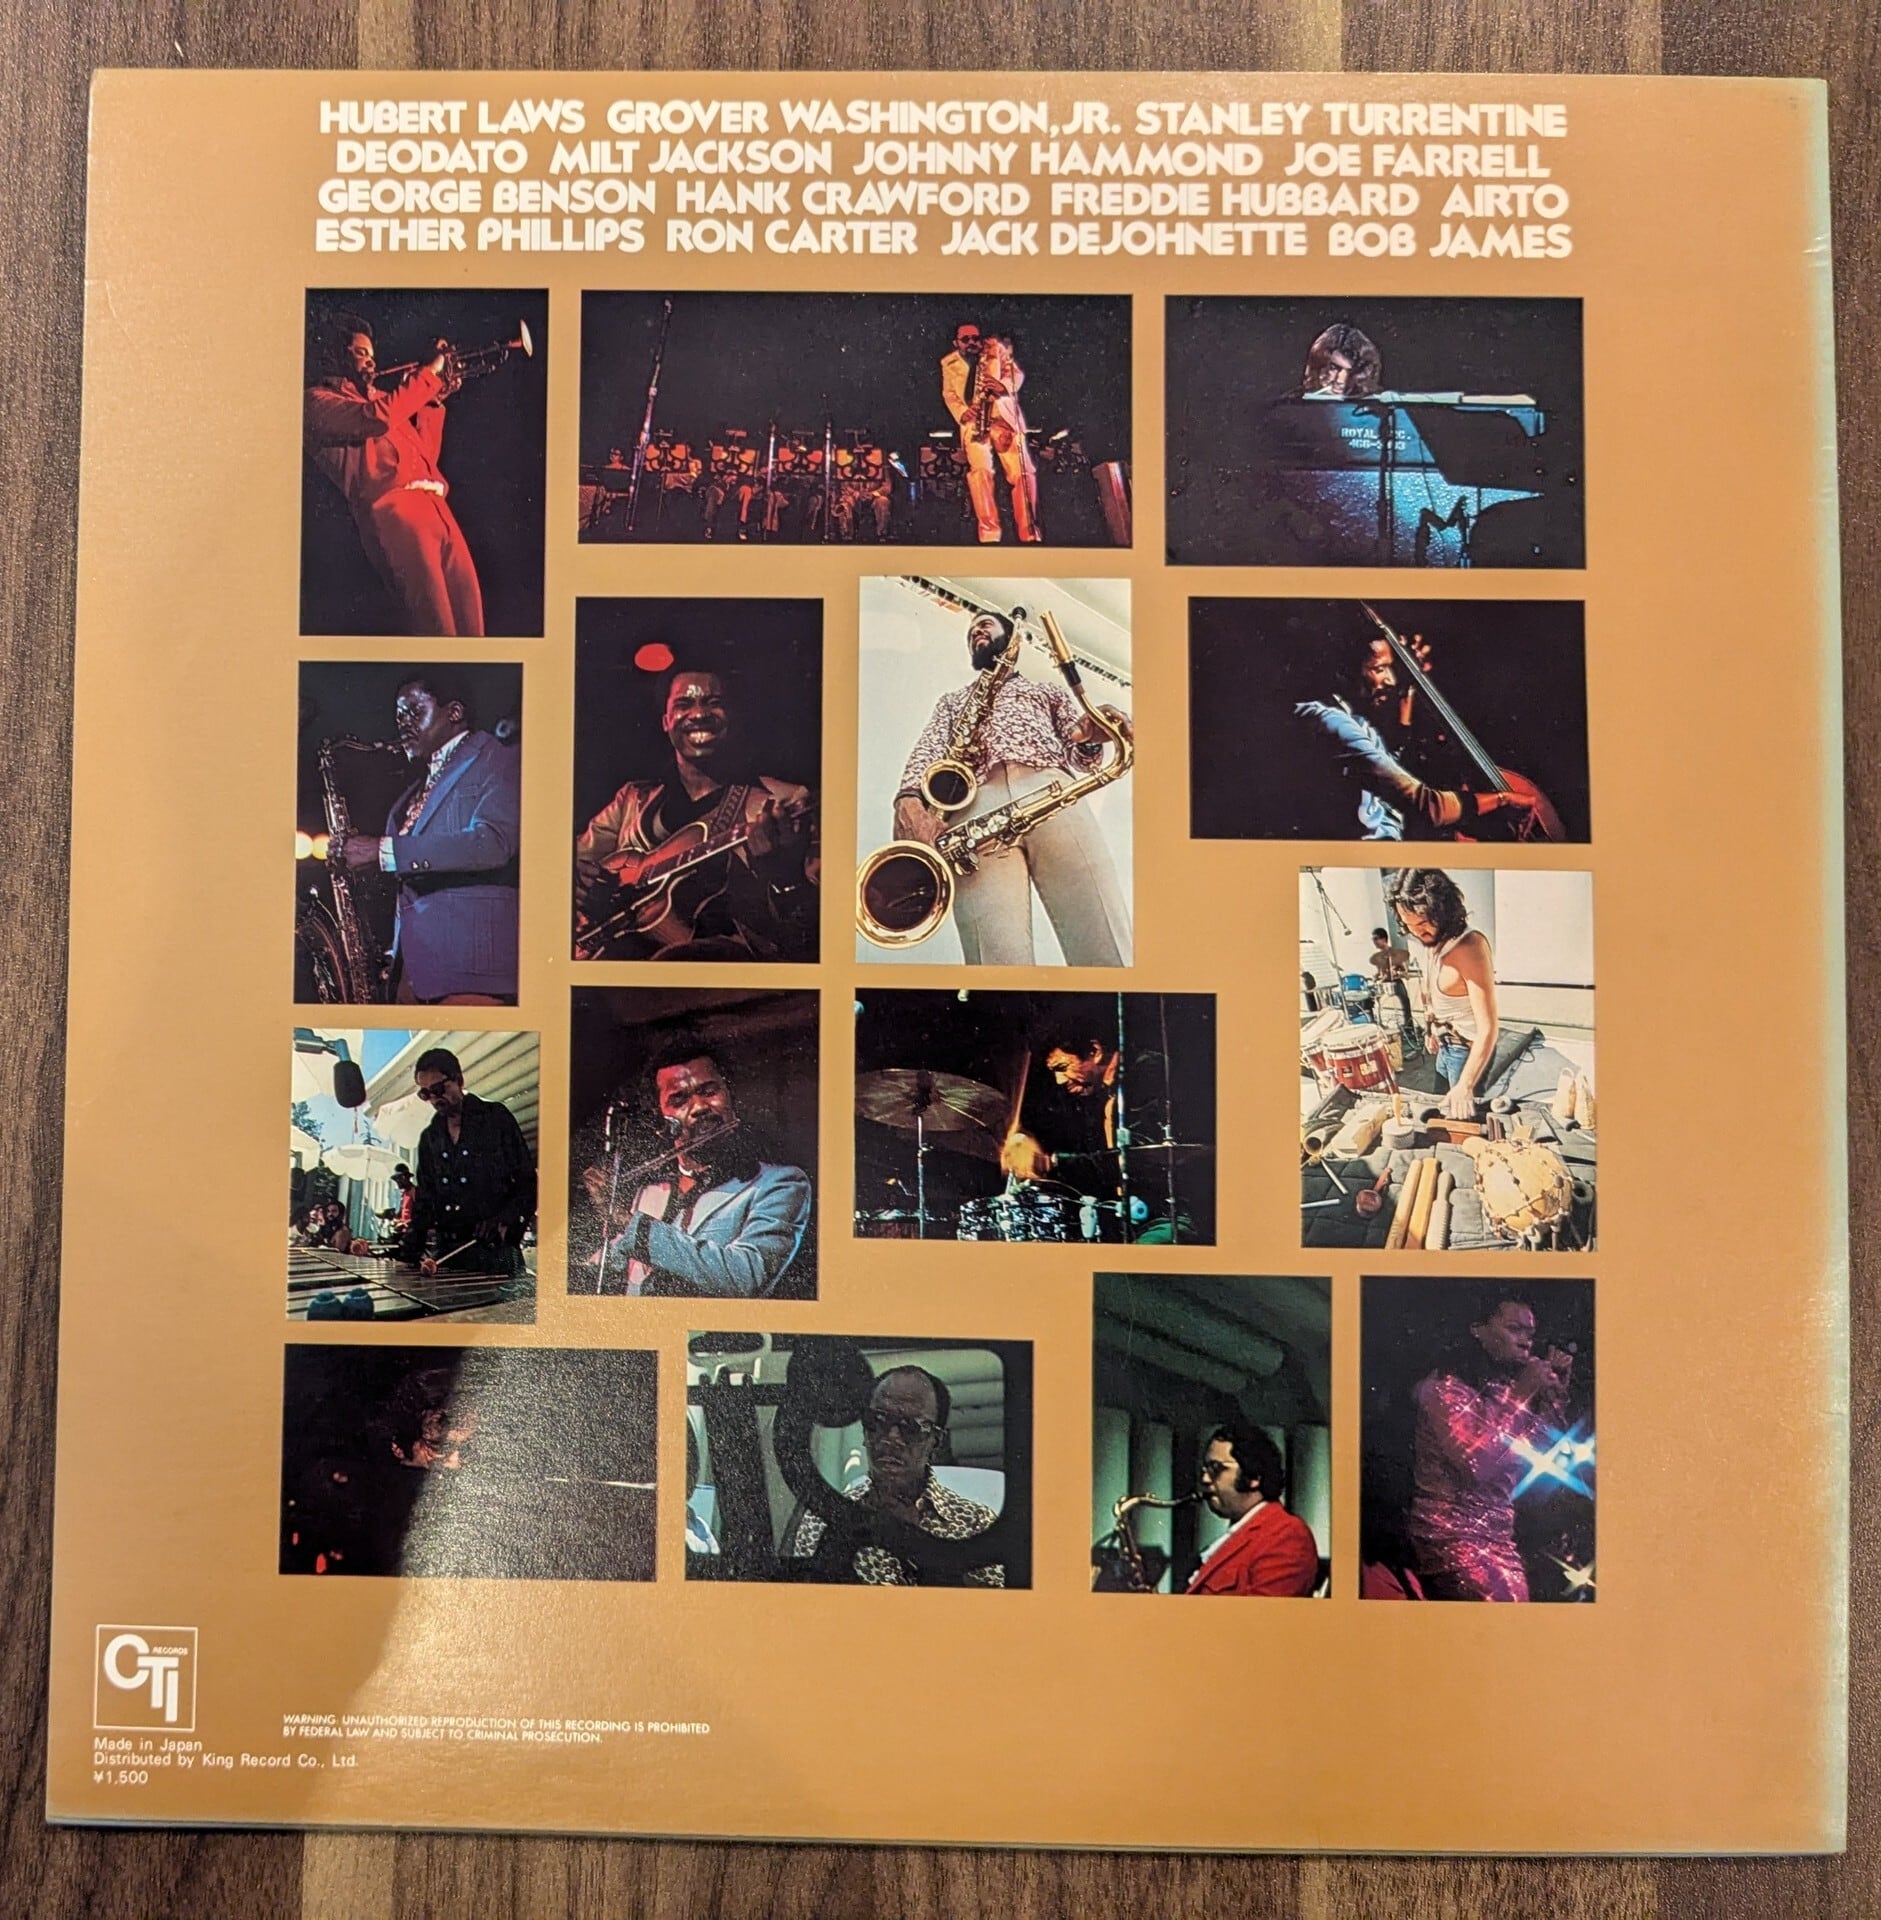 HUBERT LAWS GROVER WASHINGTON, JR. STANLEY TURRENTINE
DEODATO MILT JACKSON JOHNNY HAMMOND JOE FARRELL
GEORGE BENSON HANK CRAWFORD FREDDIE HUBBARD AIRTO
ESTHER PHILLIPS RON CARTER JACK DEJOHNETTE BOB JAMES
ROYAL
CTI RECORDS
WARNING: UNAUTHORIZED REPRODUCTION OF THIS RECORDING IS PROHIBITED
BY FEDERAL LAW AND SUBJECT TO CRIMINAL PROSECUTION.
Made in Japan
Distributed by King Record Co., Ltd.
¥1,500